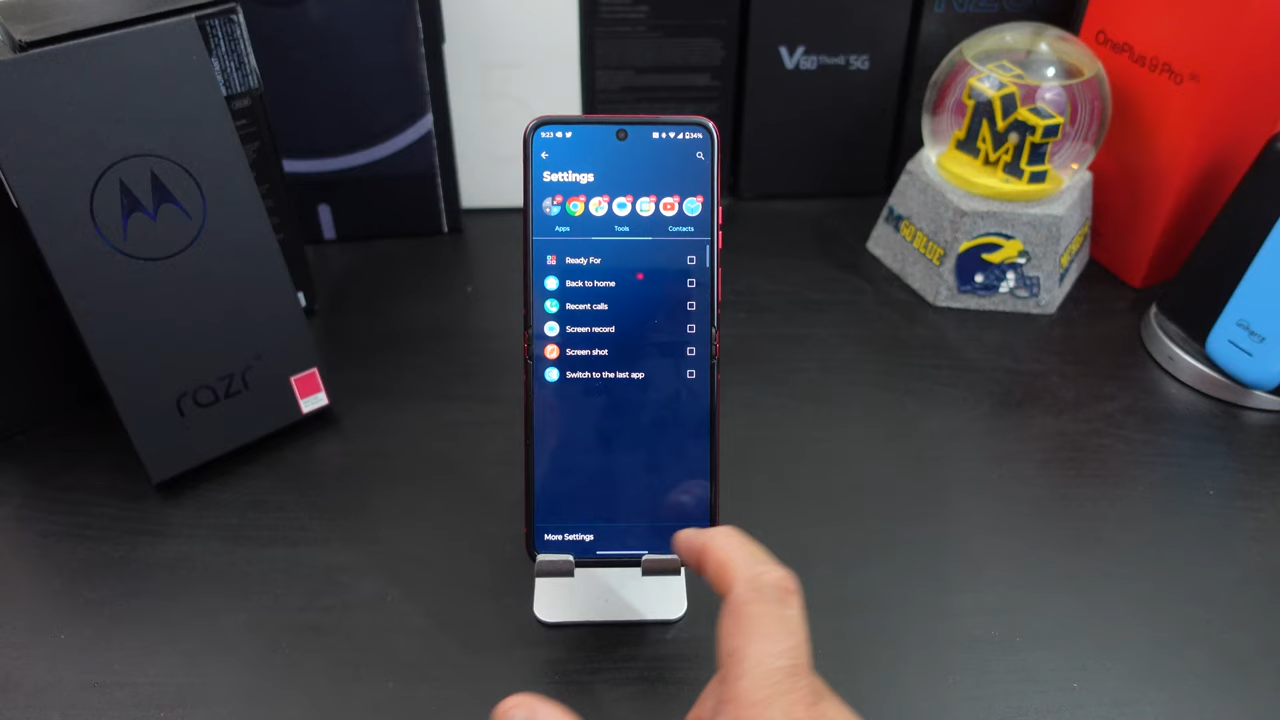 razr
V60 ThinQ 5G
OnePlus 9 Pro
M
GO BLUE
9:23
34%
Settings
Apps
Tools
Contacts
Ready For
Back to home
Recent calls
Screen record
Screen shot
Switch to the last app
More Settings